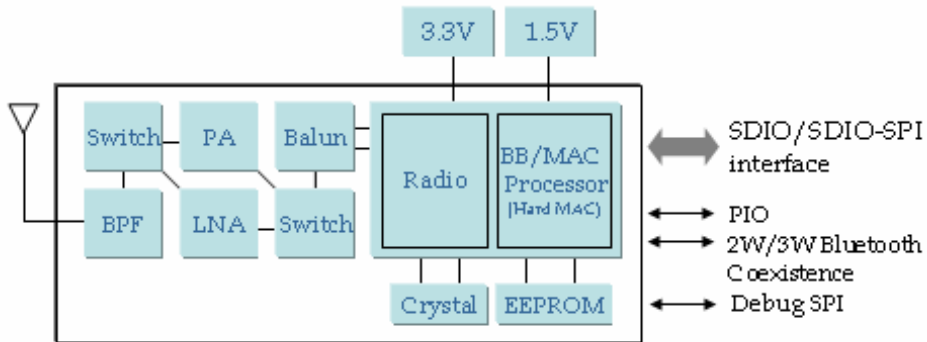 3.3V
1.5V
Switch
PA
Balun
BPF
LNA
Switch
Radio
BB/MAC
Processor
(Hard MAC)
Crystal
EEPROM
SDIO/SDIO-SPI
interface
PIO
2W/3W Bluetooth
Coexistence
Debug SPI